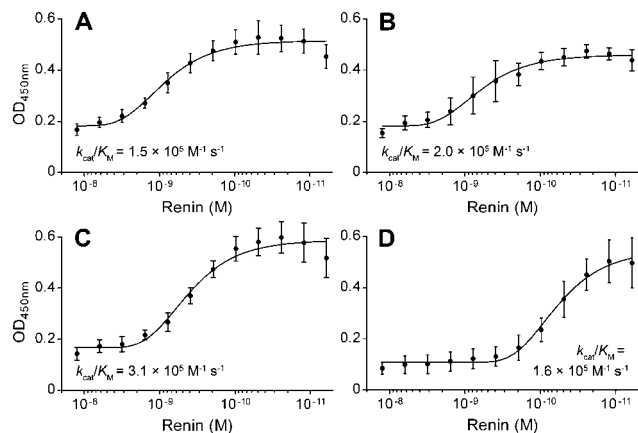 A
OD450nm
0.6
0.4
0.2
0
kcat/KM = 1.5 × 10⁵ M⁻¹ s⁻¹
10⁻⁸ 10⁻⁹ 10⁻¹⁰ 10⁻¹¹
Renin (M)
B
0.6
0.4
0.2
0
kcat/KM = 2.0 × 10⁵ M⁻¹ s⁻¹
10⁻⁸ 10⁻⁹ 10⁻¹⁰ 10⁻¹¹
Renin (M)
C
OD450nm
0.6
0.4
0.2
0
kcat/KM = 3.1 × 10⁵ M⁻¹ s⁻¹
10⁻⁸ 10⁻⁹ 10⁻¹⁰ 10⁻¹¹
Renin (M)
D
0.6
0.4
0.2
0
kcat/KM =
1.6 × 10⁵ M⁻¹ s⁻¹
10⁻⁸ 10⁻⁹ 10⁻¹⁰ 10⁻¹¹
Renin (M)